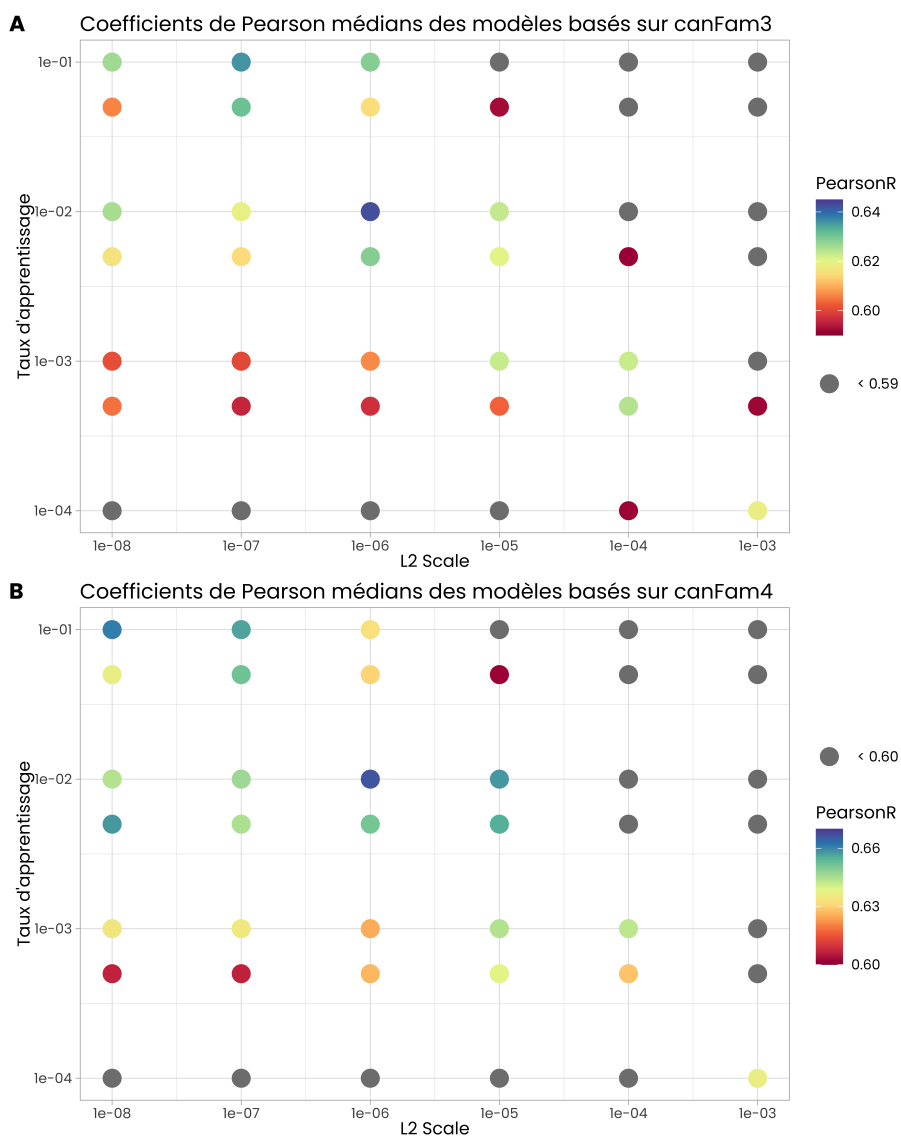 A
Coefficients de Pearson médians des modèles basés sur canFam3
Taux d'apprentissage
1e−01
1e−02
1e−03
1e−04
1e−08 1e−07 1e−06 1e−05 1e−04 1e−03
L2 Scale
PearsonR
0.64
0.62
0.60
< 0.59
B
Coefficients de Pearson médians des modèles basés sur canFam4
Taux d'apprentissage
1e−01
1e−02
1e−03
1e−04
1e−08 1e−07 1e−06 1e−05 1e−04 1e−03
L2 Scale
< 0.60
PearsonR
0.66
0.63
0.60